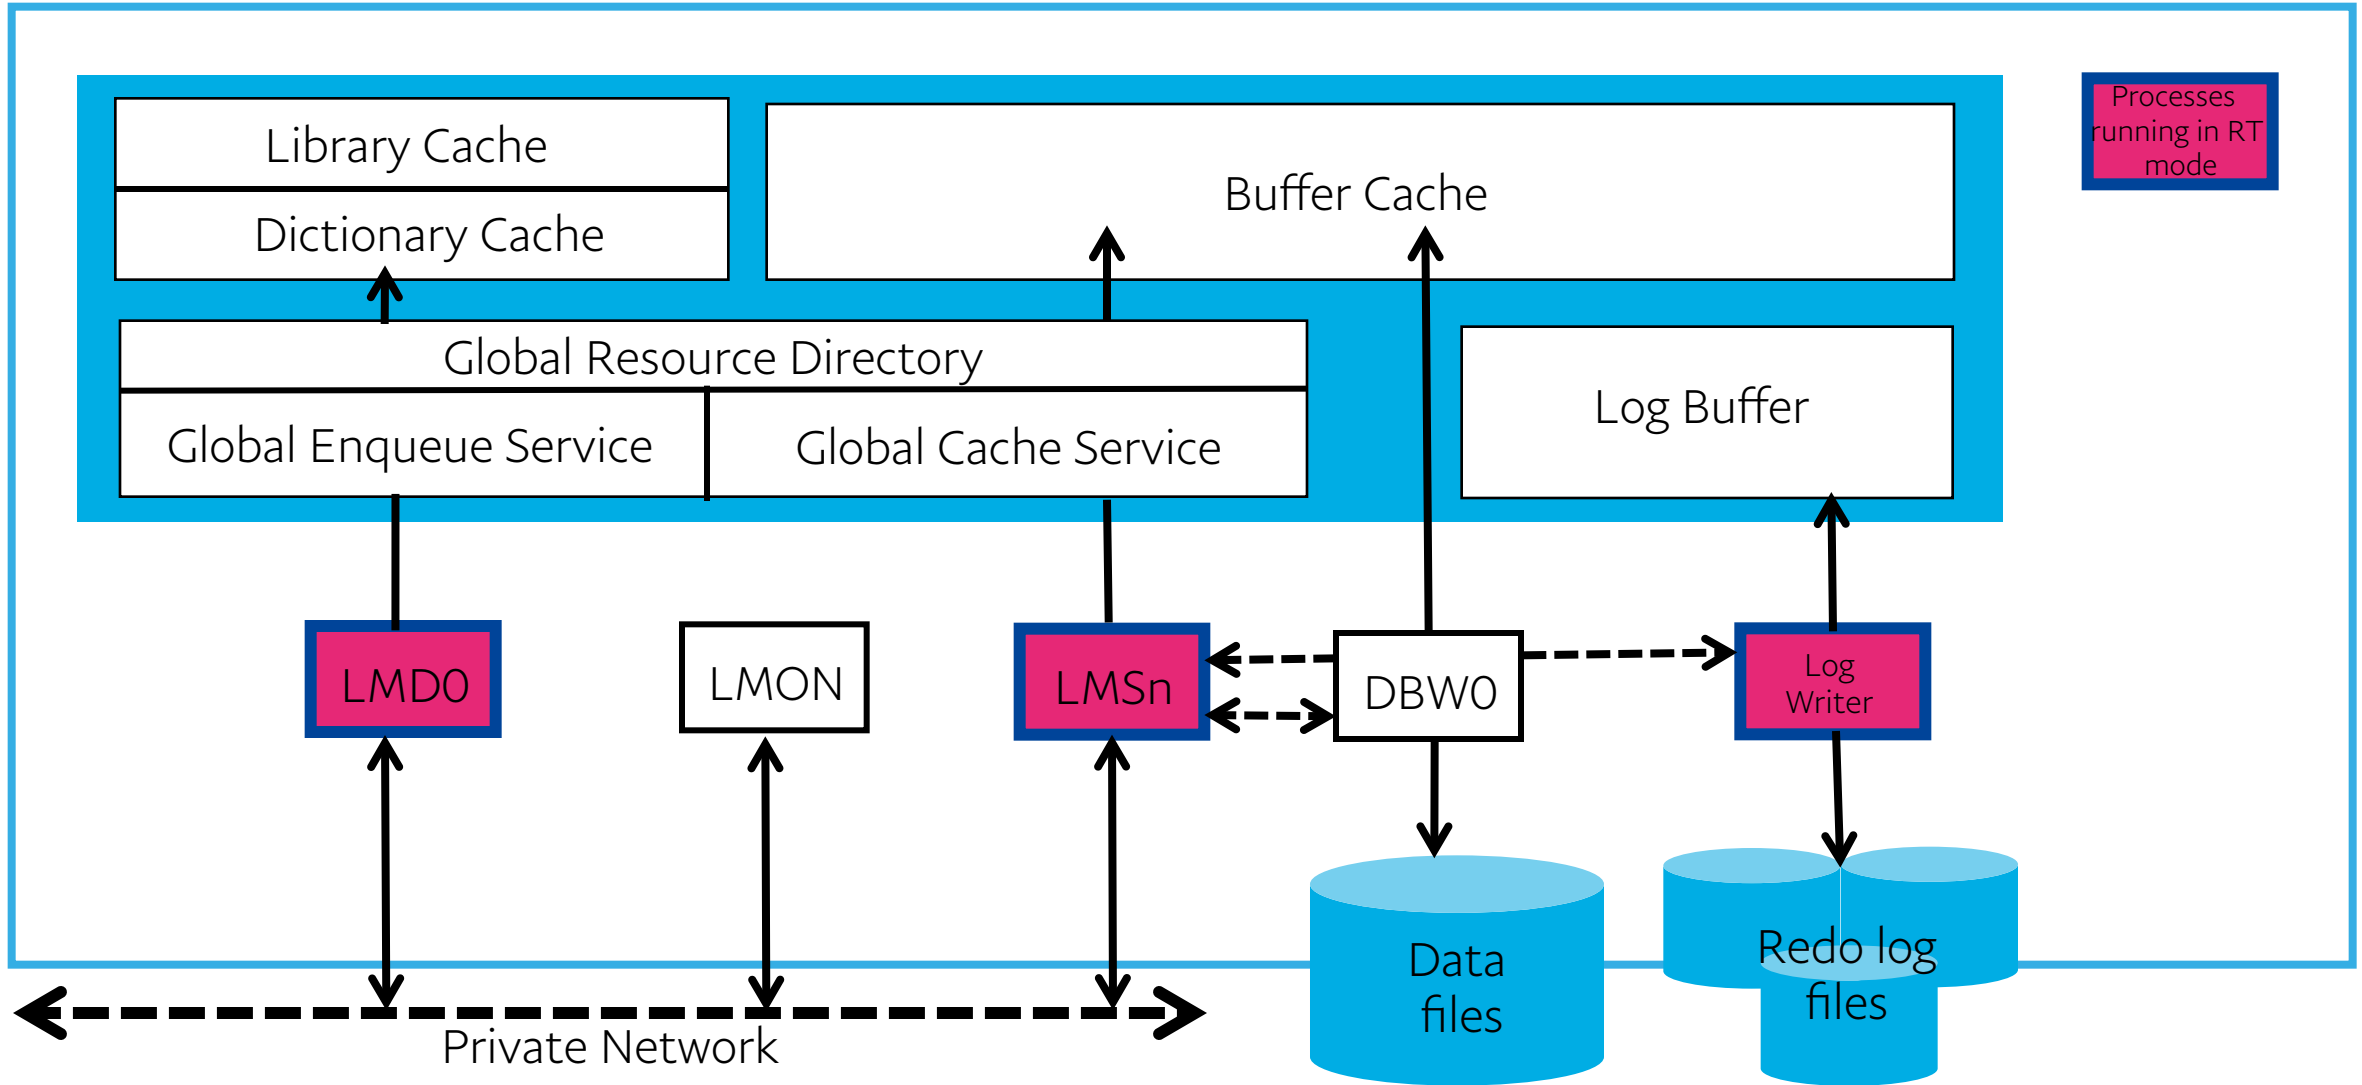 Library Cache
Dictionary Cache
Buffer Cache
Processes
running in RT
mode
Global Resource Directory
Global Enqueue Service
Global Cache Service
Log Buffer
LMD0
LMON
LMSn
DBW0
Log
Writer
Data
files
Redo log
files
Private Network